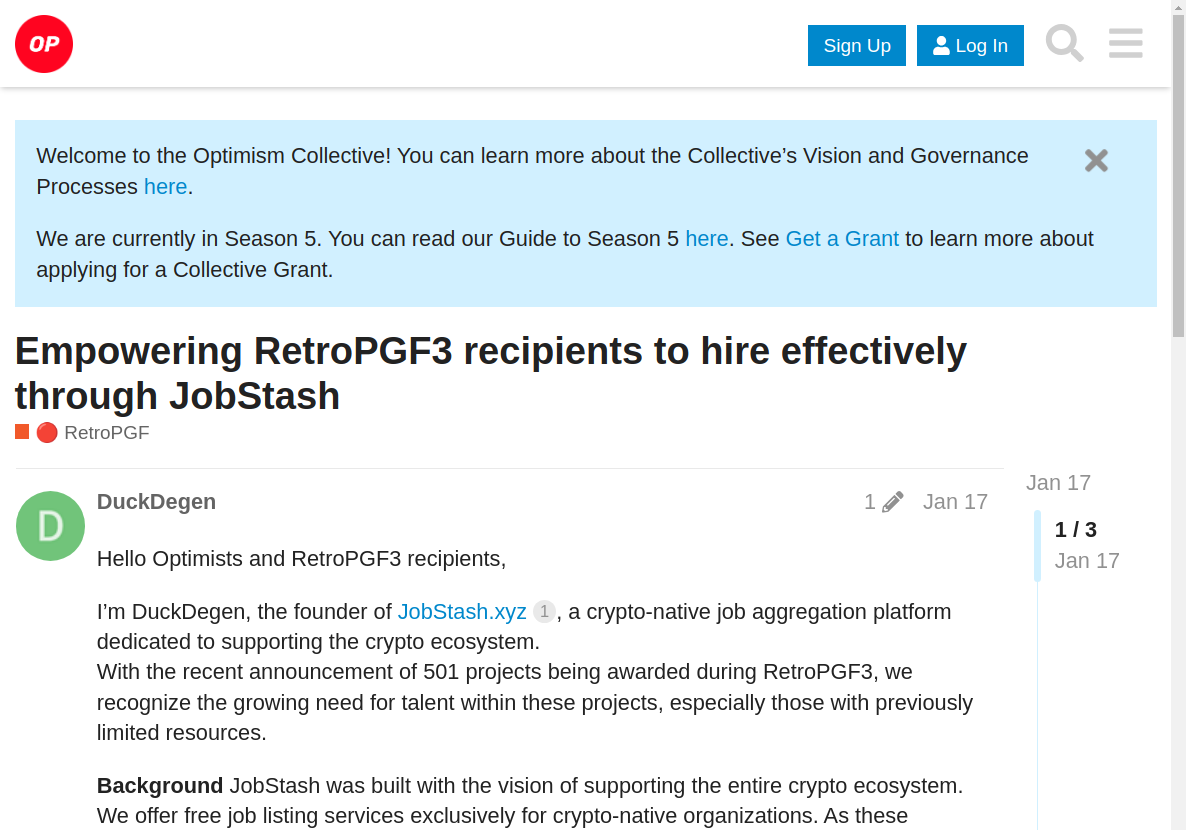 OP
Sign Up
Log In
Welcome to the Optimism Collective! You can learn more about the Collective’s Vision and Governance
Processes here.
We are currently in Season 5. You can read our Guide to Season 5 here. See Get a Grant to learn more about
applying for a Collective Grant.
Empowering RetroPGF3 recipients to hire effectively
through JobStash
RetroPGF
Jan 17
D
DuckDegen
1
Jan 17
1 / 3
Jan 17
Hello Optimists and RetroPGF3 recipients,
I’m DuckDegen, the founder of JobStash.xyz 1, a crypto-native job aggregation platform
dedicated to supporting the crypto ecosystem.
With the recent announcement of 501 projects being awarded during RetroPGF3, we
recognize the growing need for talent within these projects, especially those with previously
limited resources.
Background JobStash was built with the vision of supporting the entire crypto ecosystem.
We offer free job listing services exclusively for crypto-native organizations. As these